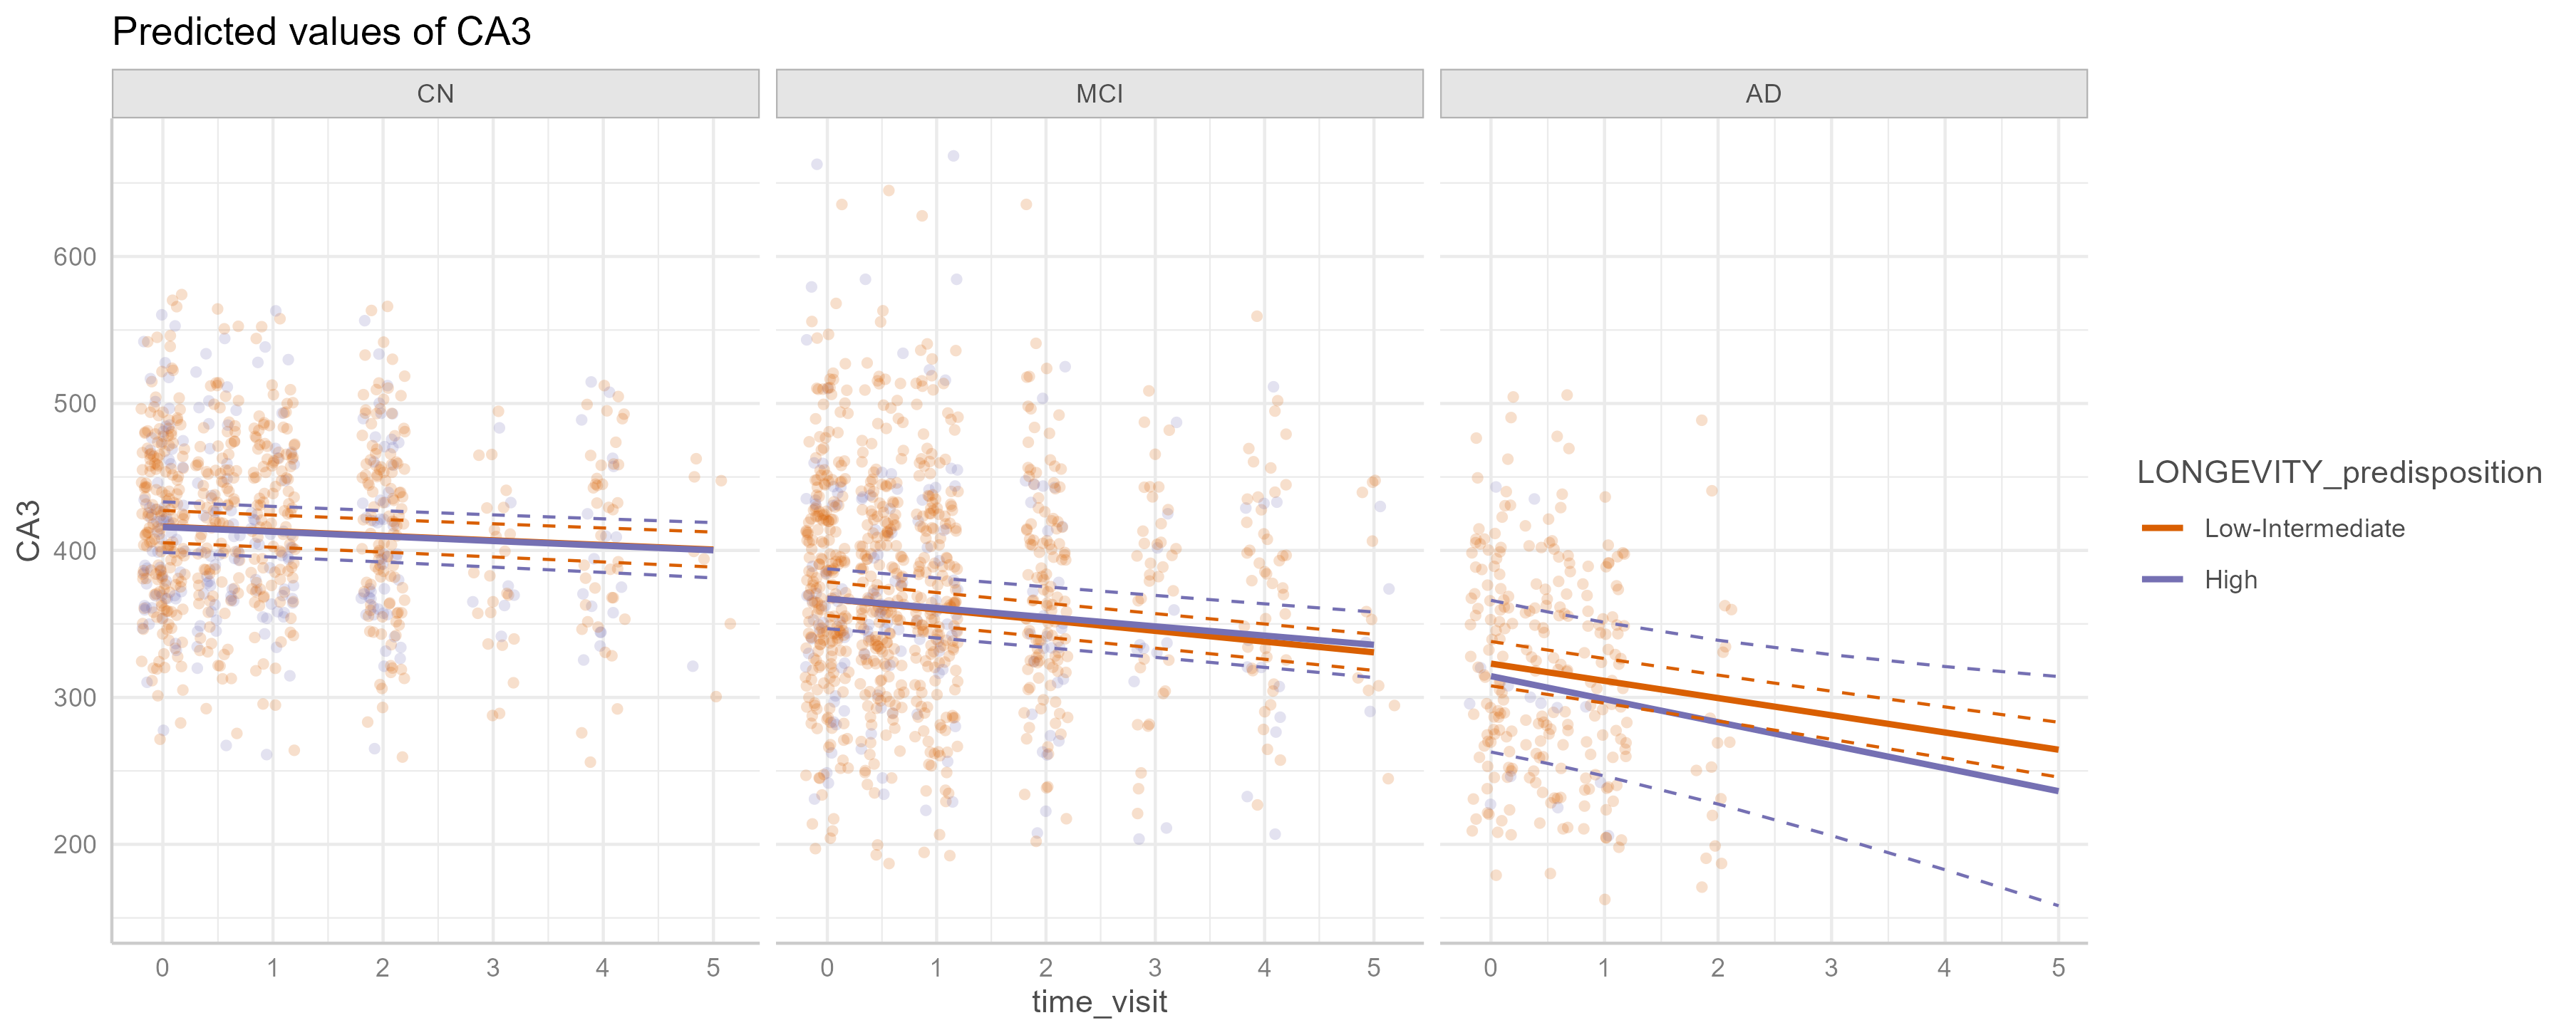 Predicted values of CA3
CN
MCI
AD
CA3
600
500
400
300
200
0 1 2 3 4 5
0 1 2 3 4 5
0 1 2 3 4 5
time_visit
LONGEVITY_predisposition
Low-Intermediate
High